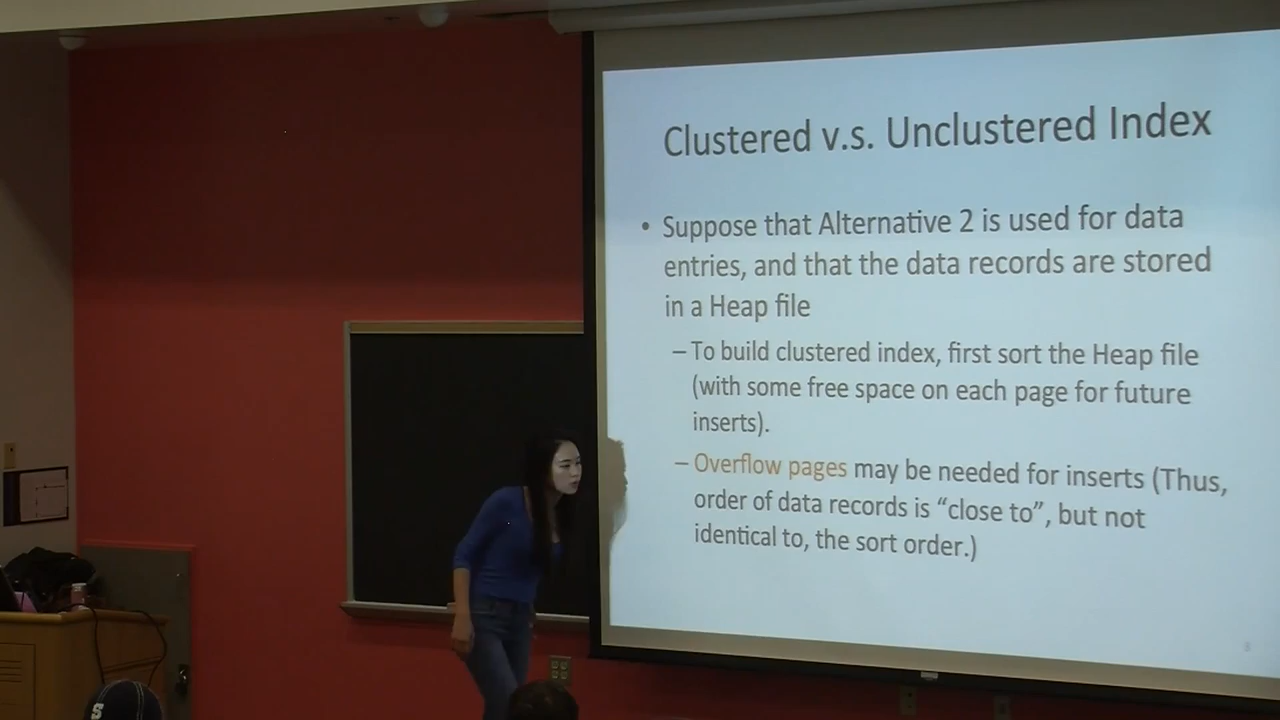 Clustered v.s. Unclustered Index
• Suppose that Alternative 2 is used for data
entries, and that the data records are stored
in a Heap file
– To build clustered index, first sort the Heap file
(with some free space on each page for future
inserts).
– Overflow pages may be needed for inserts (Thus,
order of data records is “close to”, but not
identical to, the sort order.)
S